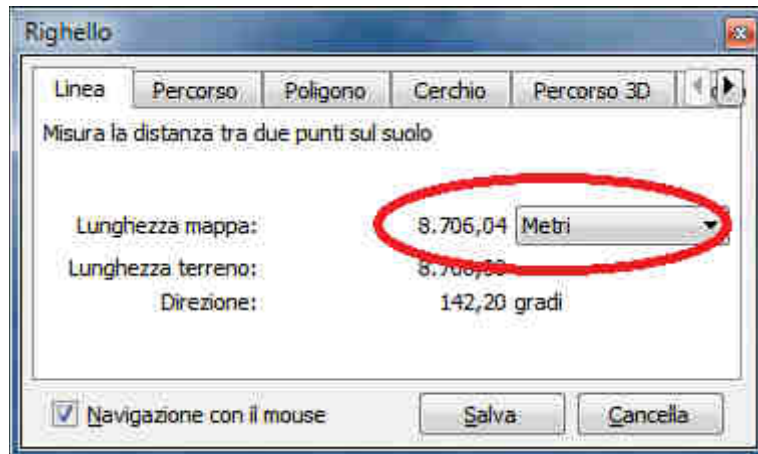 Righello
Linea Percorso Poligono Cerchio Percorso 3D
Misura la distanza tra due punti sul suolo
Lunghezza mappa: 8.706,04 Metri
Lunghezza terreno:
Direzione: 142,20 gradi
Navigazione con il mouse Salva Cancella